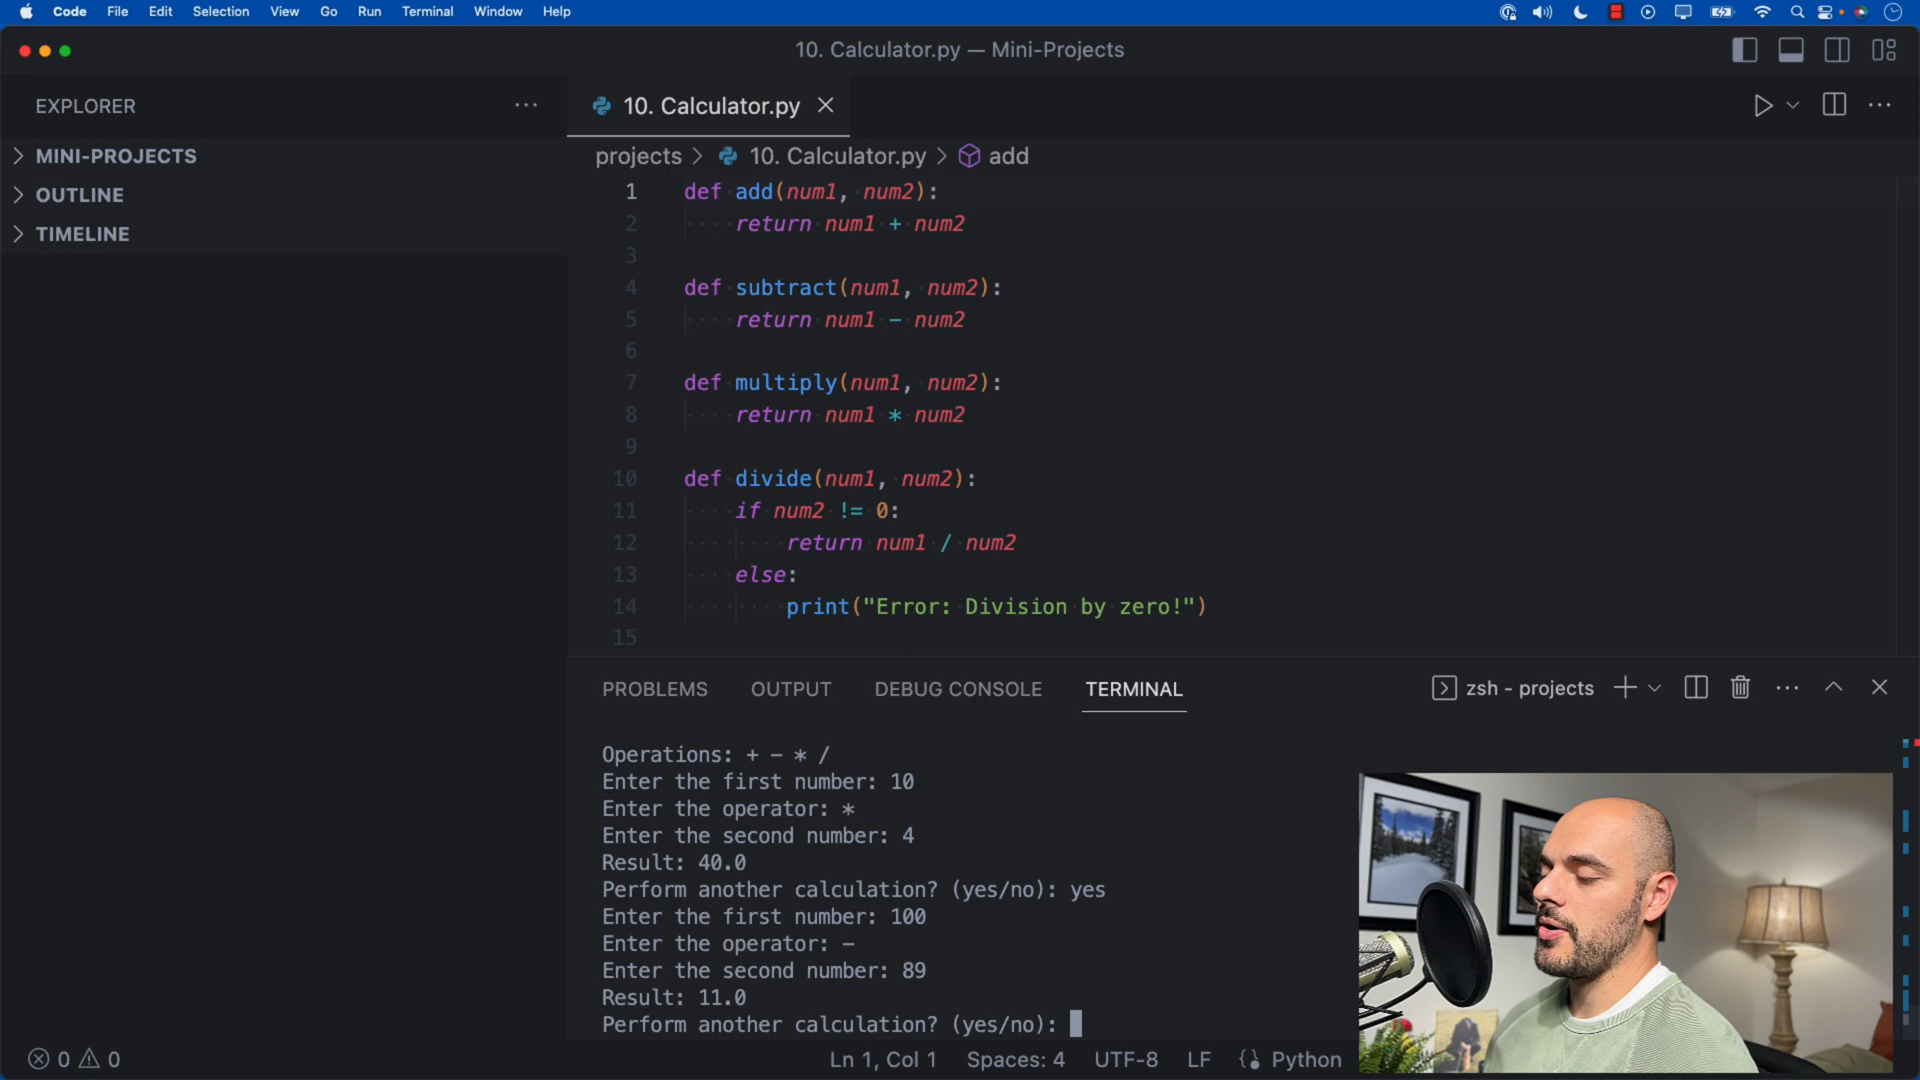 Code File Edit Selection View Go Run Terminal Window Help
10. Calculator.py — Mini-Projects
EXPLORER
MINI-PROJECTS
OUTLINE
TIMELINE
10. Calculator.py
projects > 10. Calculator.py > add
1 def add(num1, num2):
2 return num1 + num2
3
4 def subtract(num1, num2):
5 return num1 - num2
6
7 def multiply(num1, num2):
8 return num1 * num2
9
10 def divide(num1, num2):
11 if num2 != 0:
12 return num1 / num2
13 else:
14 print("Error: Division by zero!")
15
PROBLEMS OUTPUT DEBUG CONSOLE TERMINAL zsh - projects
Operations: + - * /
Enter the first number: 10
Enter the operator: *
Enter the second number: 4
Result: 40.0
Perform another calculation? (yes/no): yes
Enter the first number: 100
Enter the operator: -
Enter the second number: 89
Result: 11.0
Perform another calculation? (yes/no):
0 0 Ln 1, Col 1 Spaces: 4 UTF-8 LF Python